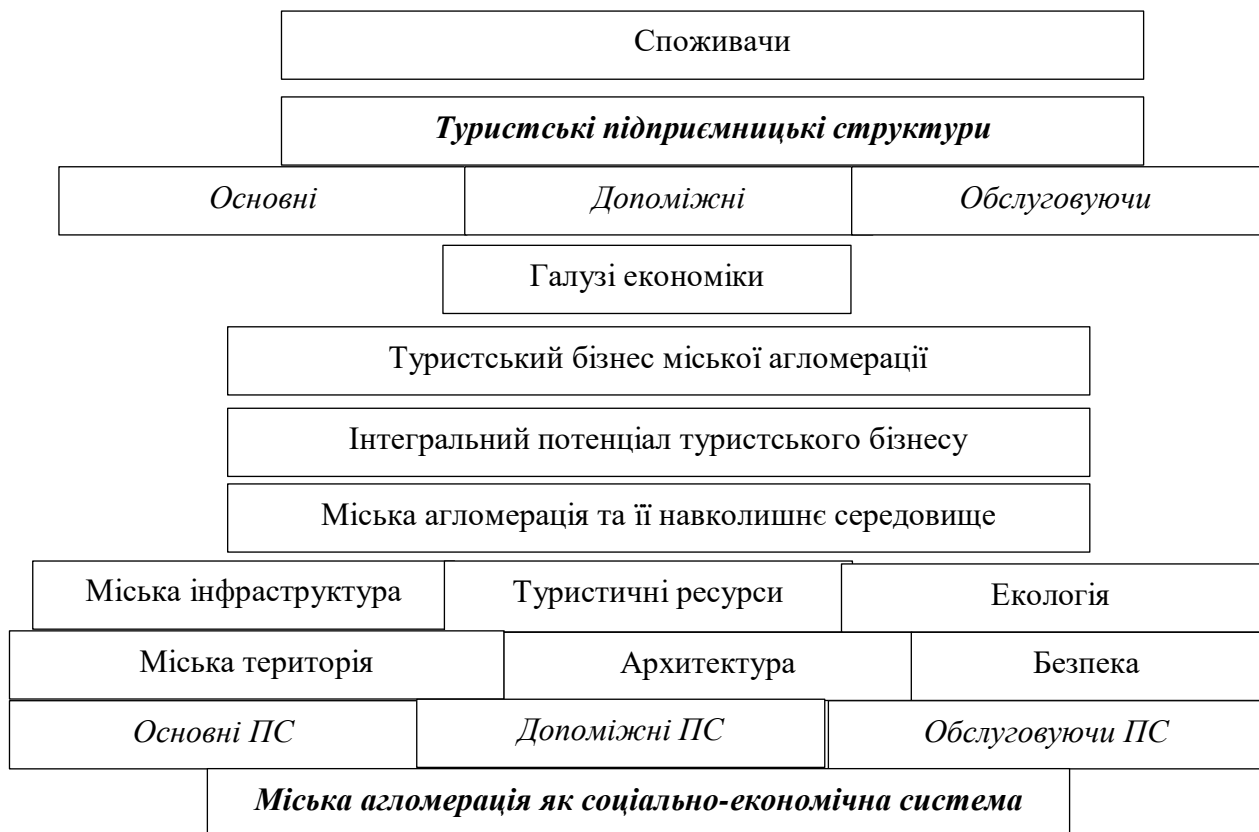 Споживачи
Туристські підприємницькі структури
Основні Допоміжні Обслуговуючи
Галузі економіки
Туристський бізнес міської агломерації
Інтегральний потенціал туристського бізнесу
Міська агломерація та її навколишнє середовище
Міська інфраструктура Туристичні ресурси Екологія
Міська територія Архитектура Безпека
Основні ПС Допоміжні ПС Обслуговуючи ПС
Міська агломерація як соціально-економічна система